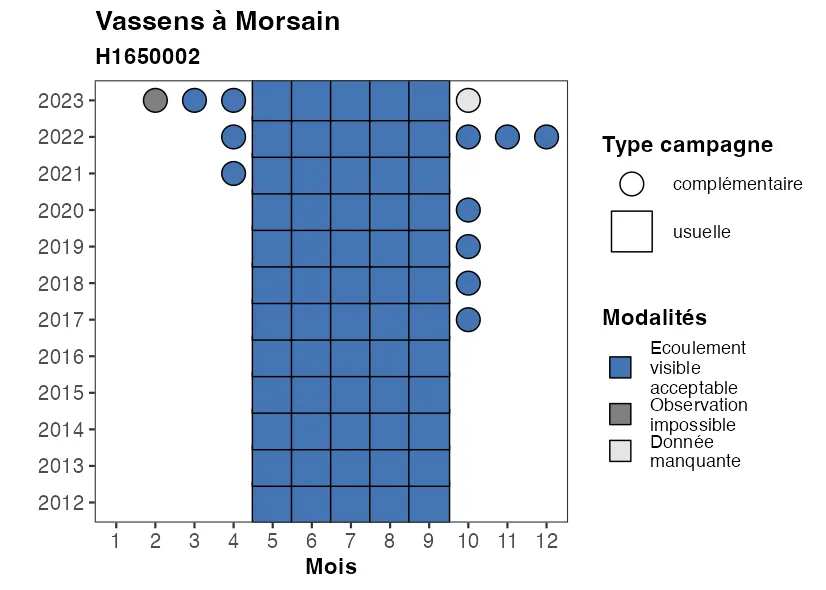 Vassens à Morsain
H1650002
2023
2022
2021
2020
2019
2018
2017
2016
2015
2014
2013
2012
1 2 3 4 5 6 7 8 9 10 11 12
Mois
Type campagne
complémentaire
usuelle
Modalités
Ecoulement
visible
acceptable
Observation
impossible
Donnée
manquante